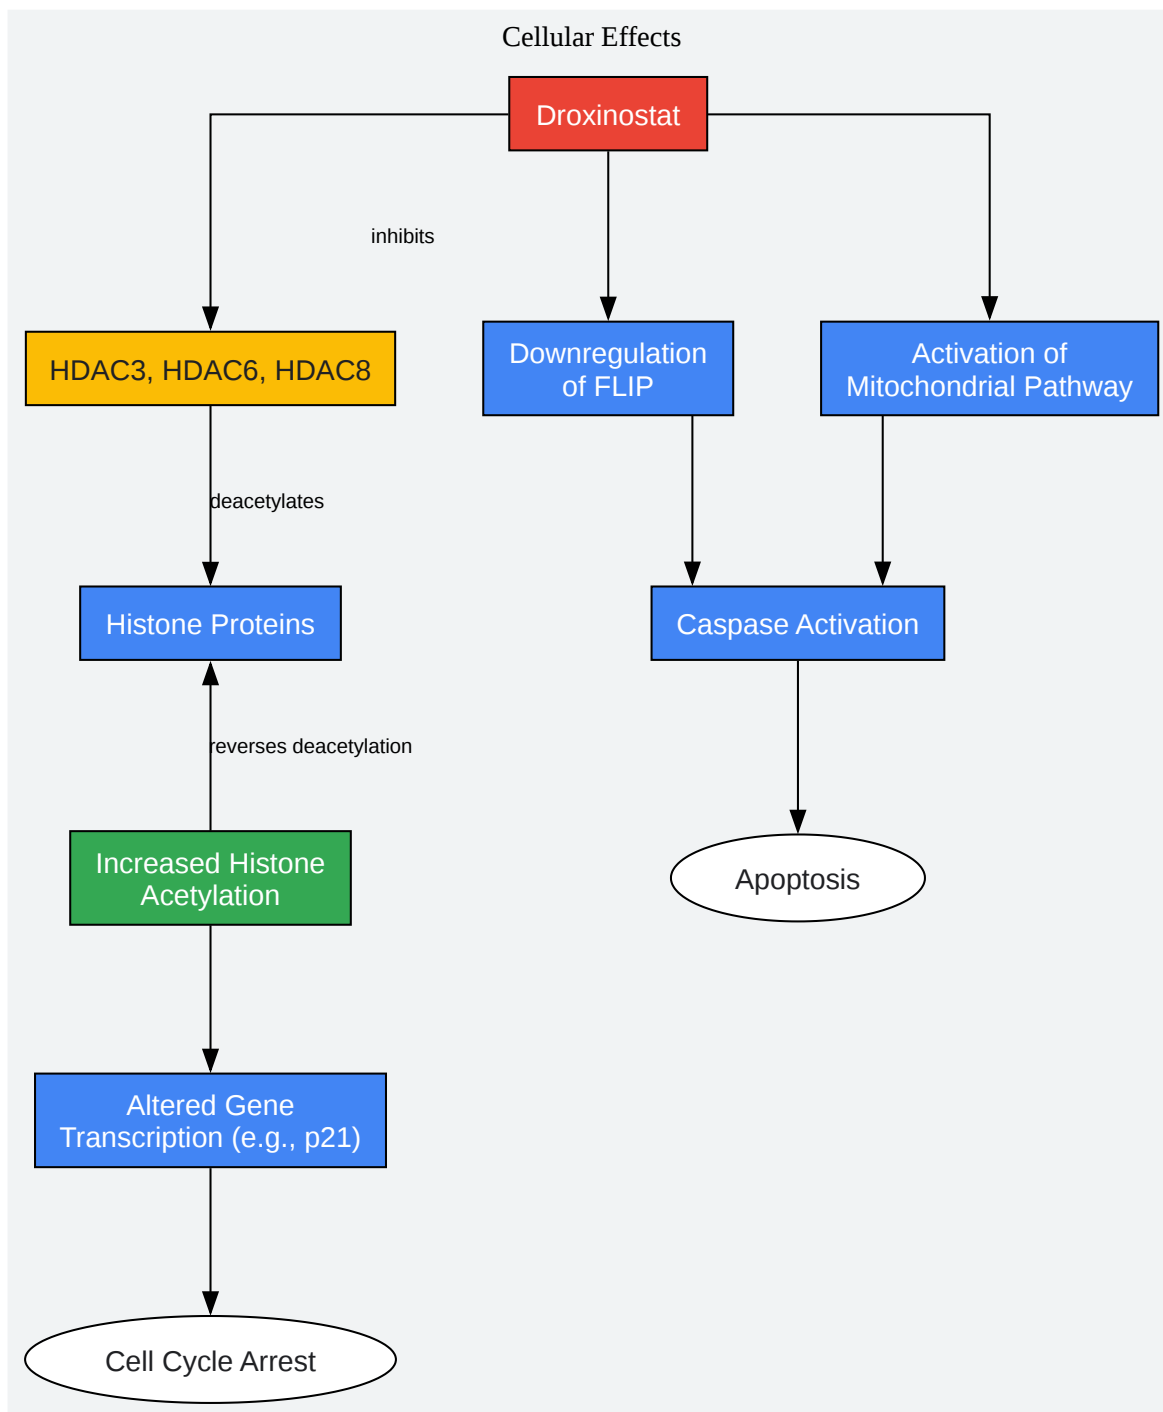 Cellular Effects
Droxinostat
inhibits
HDAC3, HDAC6, HDAC8
Downregulation
of FLIP
Activation of
Mitochondrial Pathway
deacetylates
Histone Proteins
Caspase Activation
reverses deacetylation
Increased Histone
Acetylation
Apoptosis
Altered Gene
Transcription (e.g., p21)
Cell Cycle Arrest